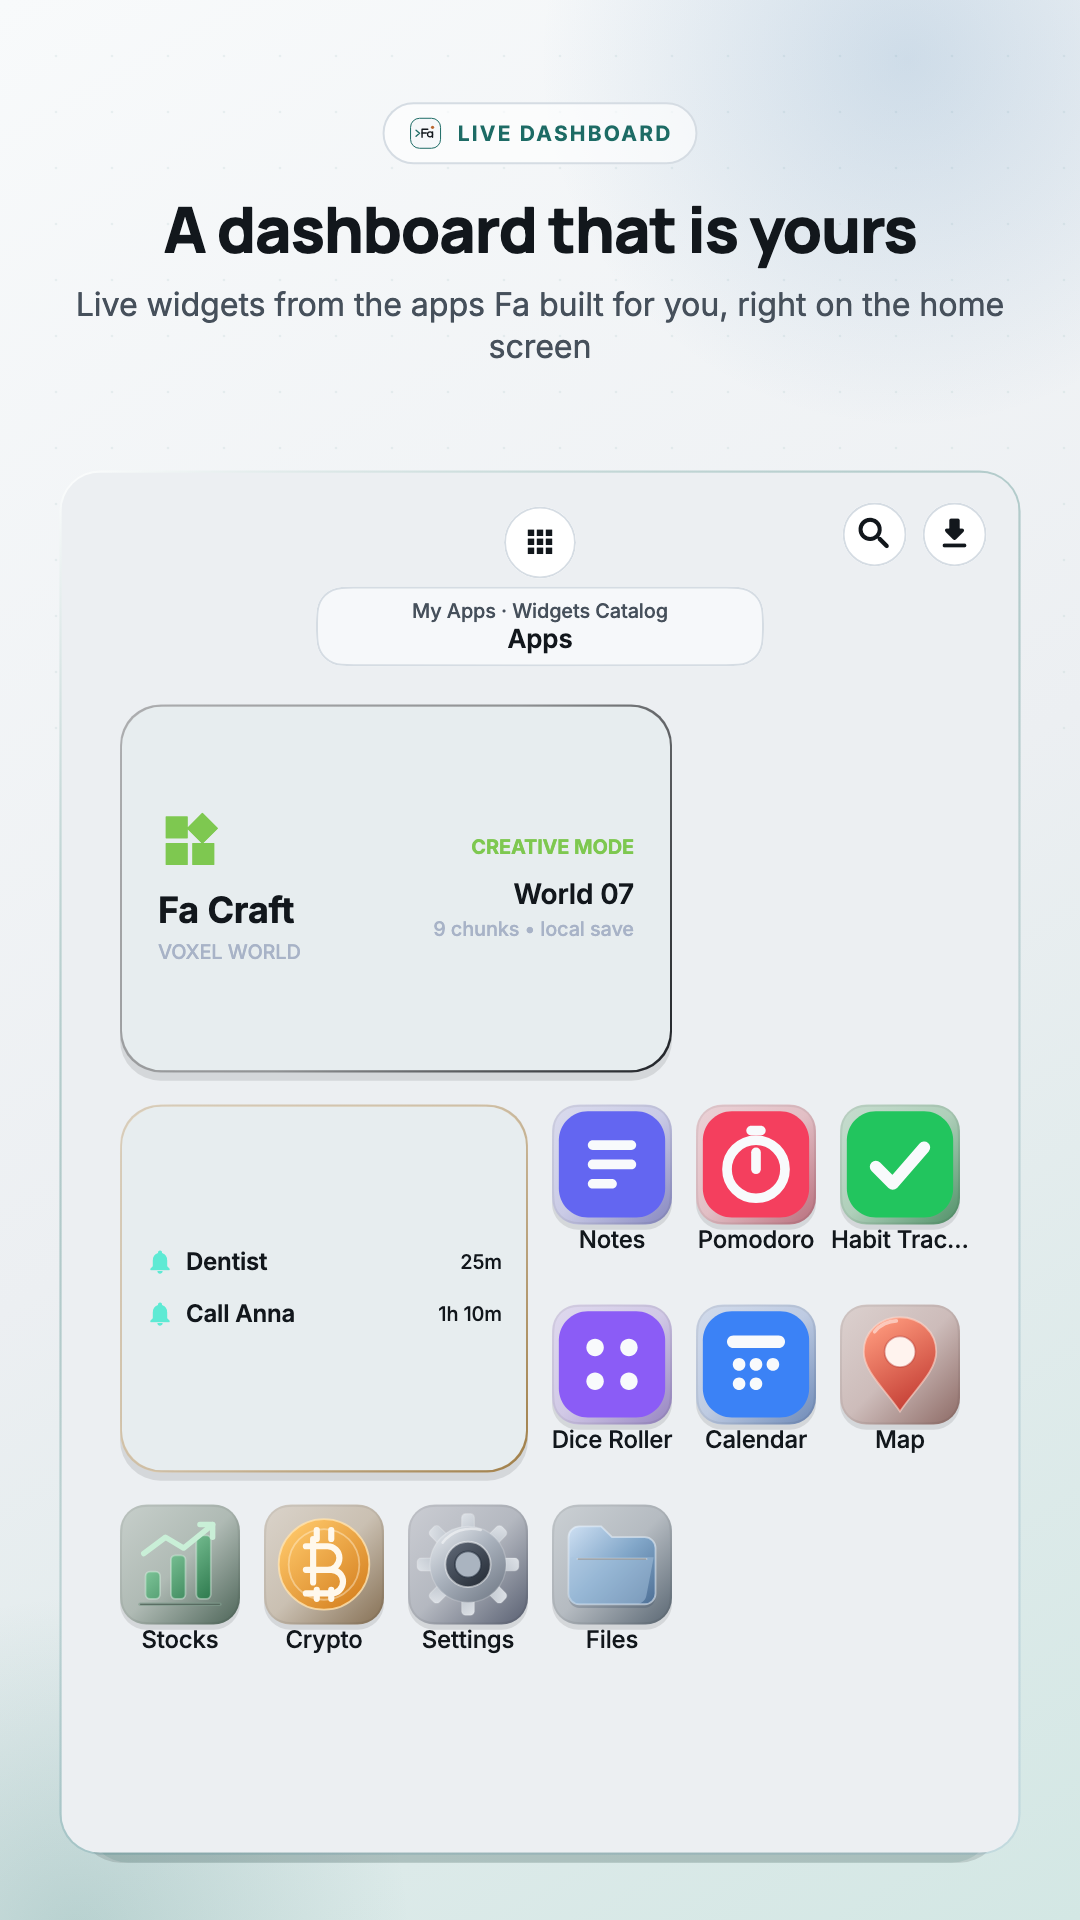 >Fa LIVE DASHBOARD
A dashboard that is yours
Live widgets from the apps Fa built for you, right on the home
screen
My Apps · Widgets Catalog
Apps
Fa Craft
VOXEL WORLD
CREATIVE MODE
World 07
9 chunks • local save
Dentist 25m
Call Anna 1h 10m
Notes Pomodoro Habit Trac...
Dice Roller Calendar Map
Stocks Crypto Settings Files